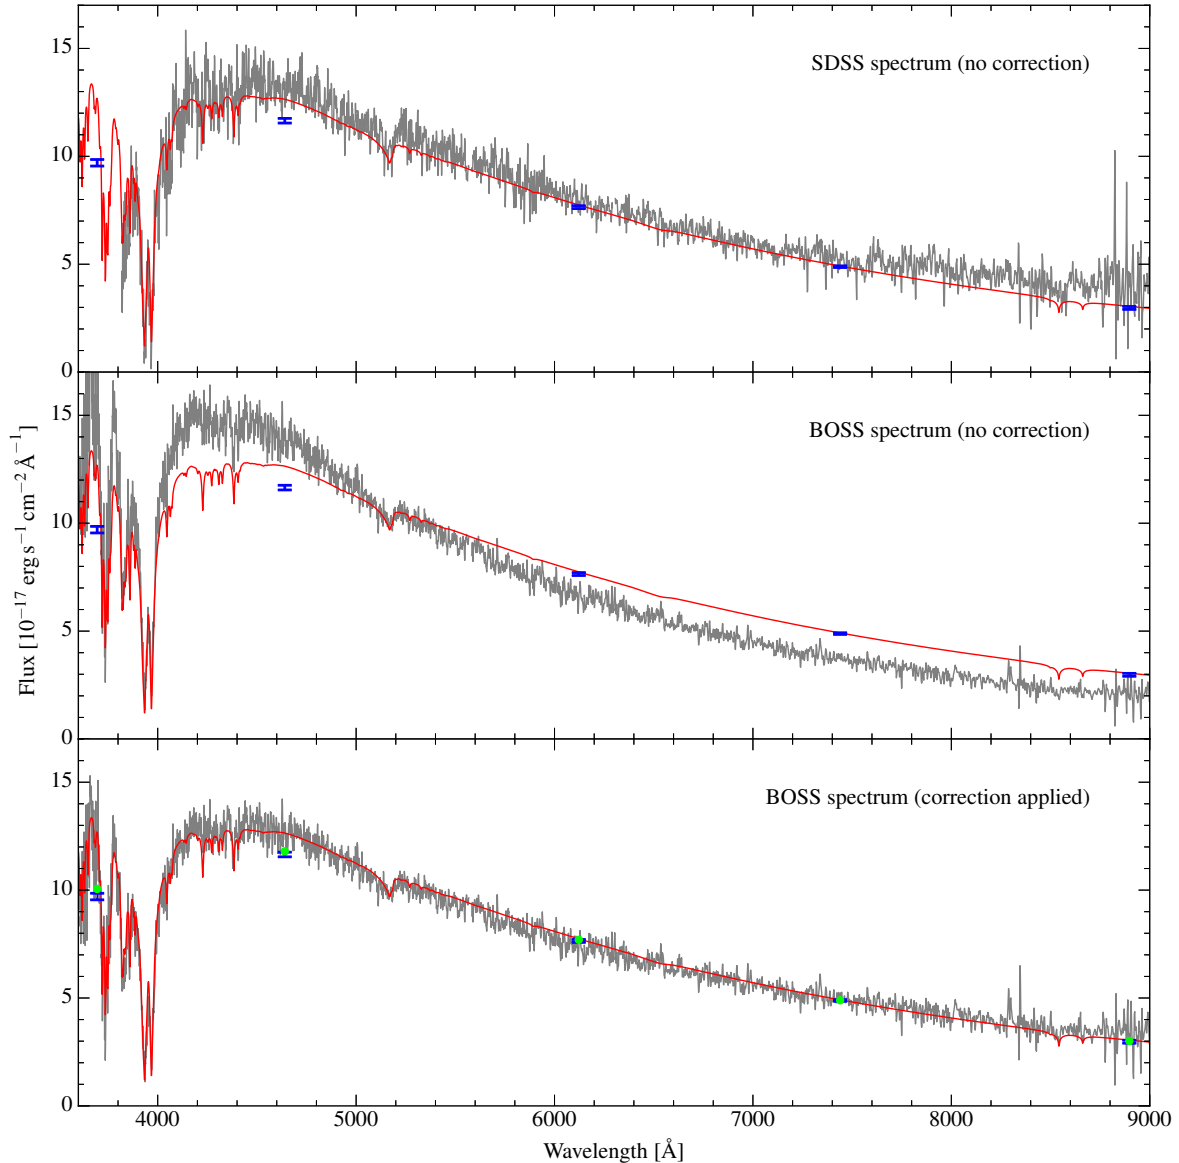 15
SDSS spectrum (no correction)
10
5
0
15
BOSS spectrum (no correction)
10
5
0
Flux [10⁻¹⁷ erg s⁻¹ cm⁻² Å⁻¹]
15
BOSS spectrum (correction applied)
10
5
0
4000 5000 6000 7000 8000 9000
Wavelength [Å]